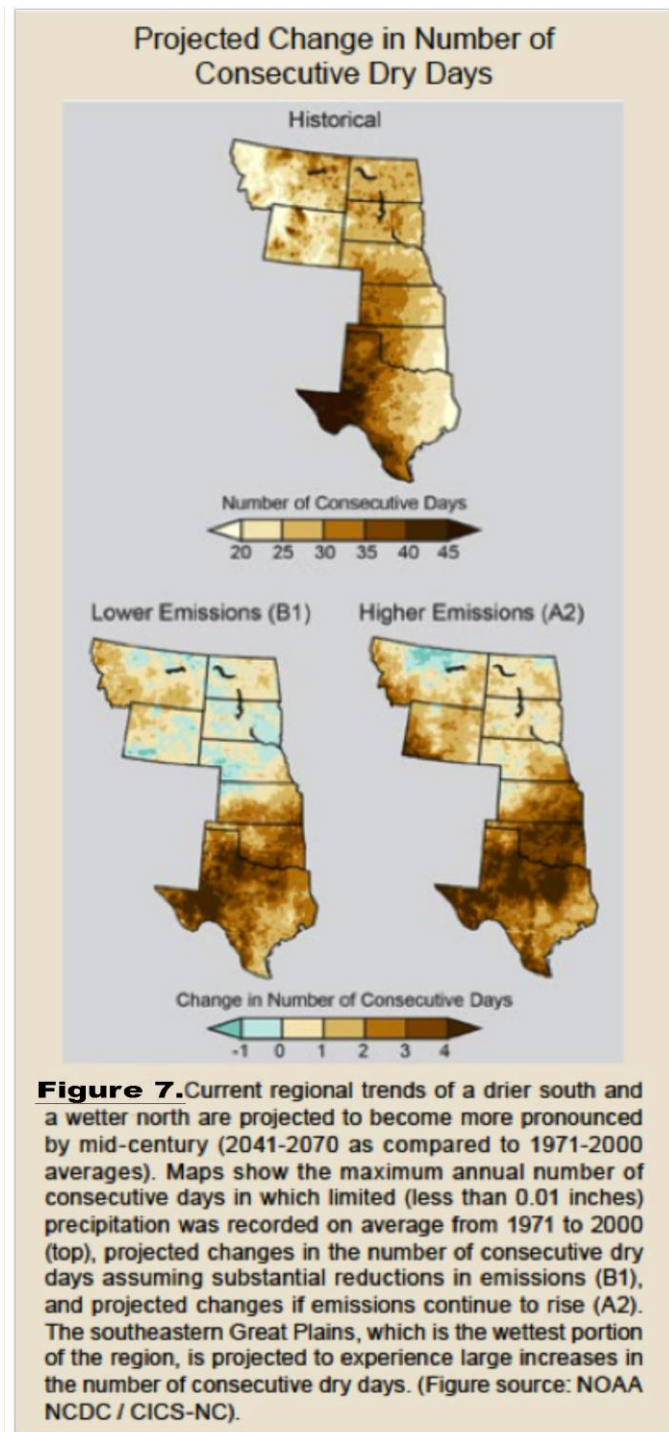 Projected Change in Number of
Consecutive Dry Days
Historical
Number of Consecutive Days
20 25 30 35 40 45
Lower Emissions (B1) Higher Emissions (A2)
Change in Number of Consecutive Days
-1 0 1 2 3 4
Figure 7.Current regional trends of a drier south and
a wetter north are projected to become more pronounced
by mid-century (2041-2070 as compared to 1971-2000
averages). Maps show the maximum annual number of
consecutive days in which limited (less than 0.01 inches)
precipitation was recorded on average from 1971 to 2000
(top), projected changes in the number of consecutive dry
days assuming substantial reductions in emissions (B1),
and projected changes if emissions continue to rise (A2).
The southeastern Great Plains, which is the wettest portion
of the region, is projected to experience large increases in
the number of consecutive dry days. (Figure source: NOAA
NCDC / CICS-NC).